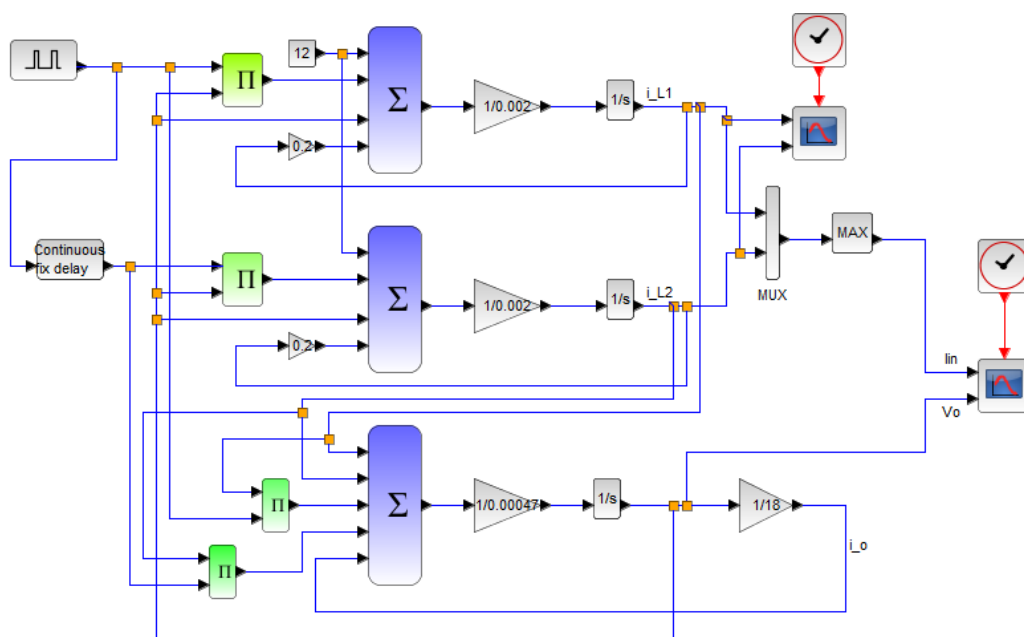 12
Π
Σ
1/0.002
1/s
i_L1
0.2
MAX
MUX
Continuous
fix delay
Π
Σ
1/0.002
1/s
i_L2
0.2
Iin
Vo
Π
Σ
1/0.00047
1/s
1/18
i_o
Π